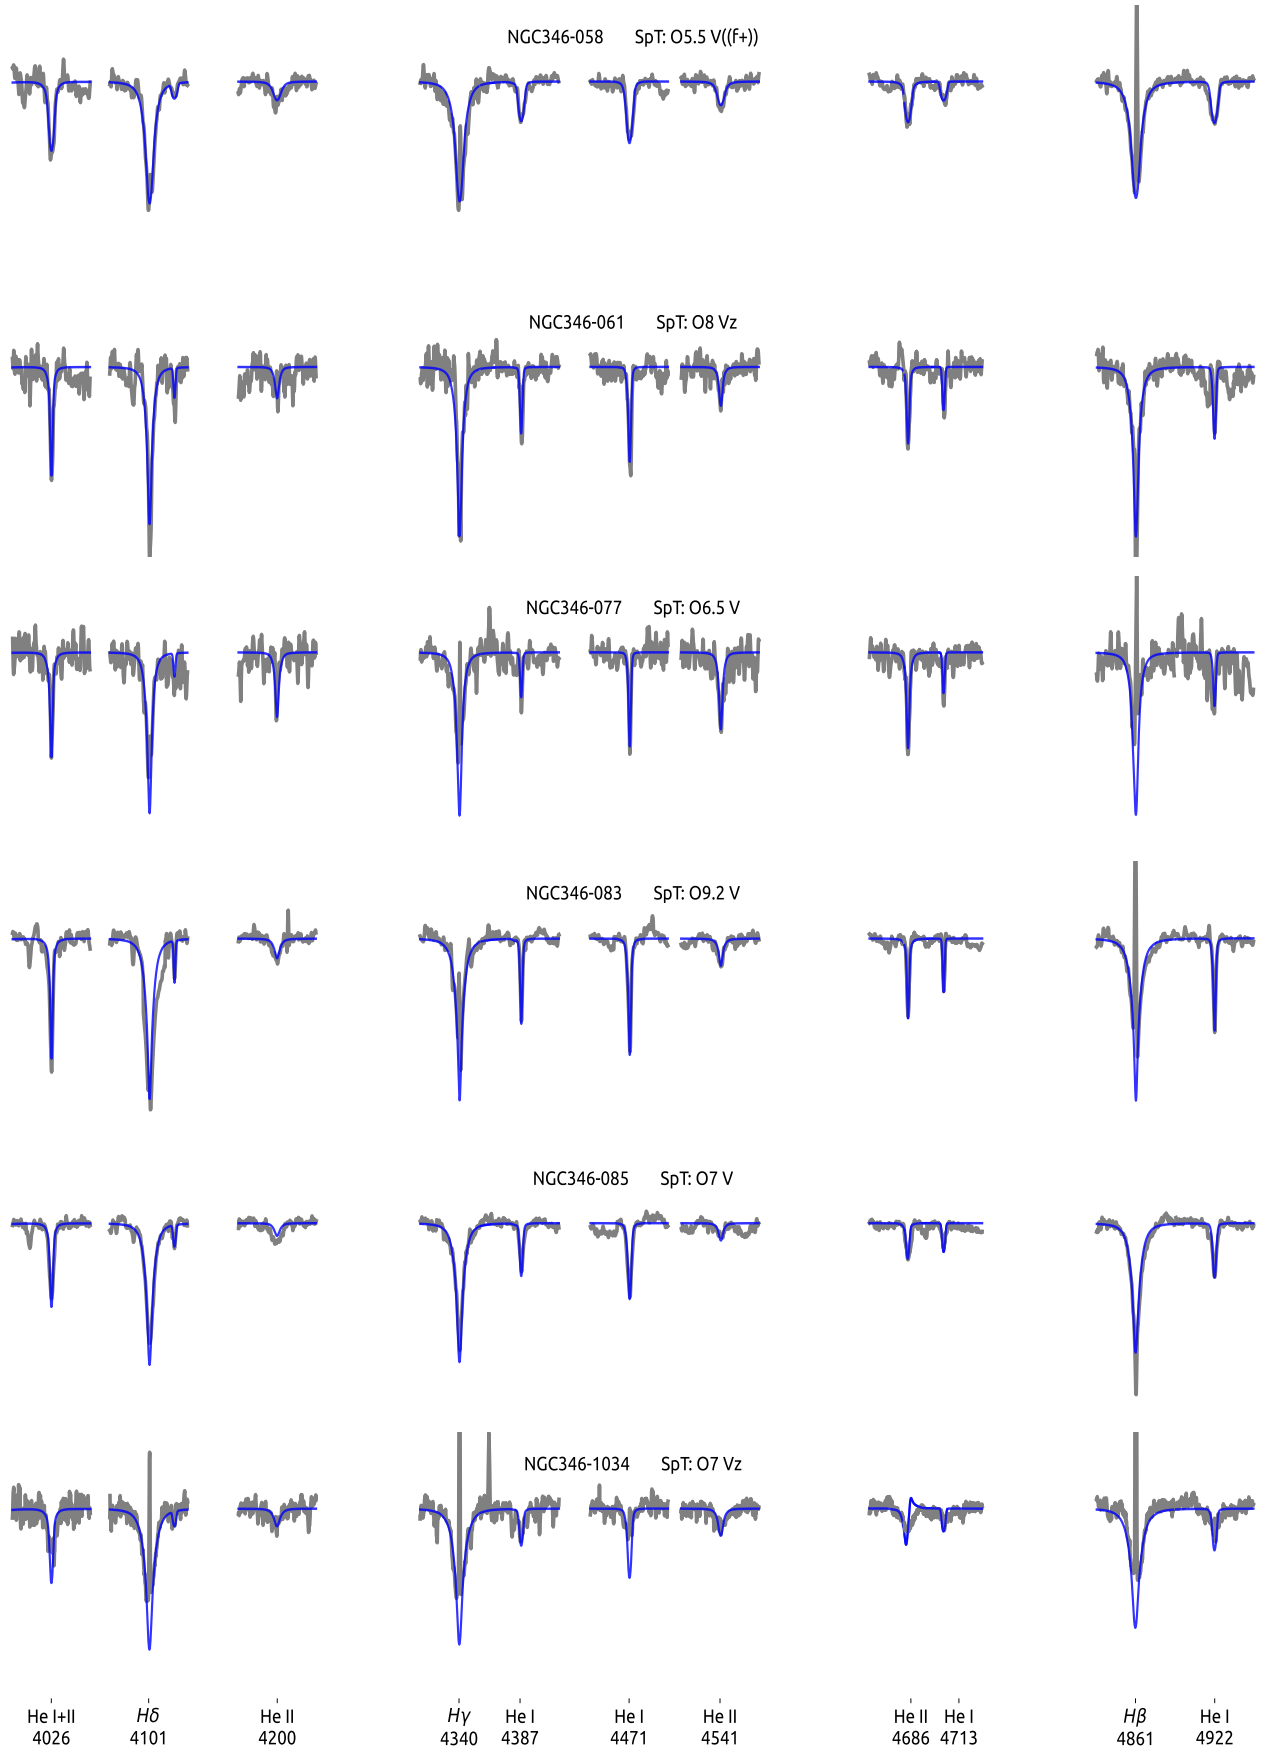 NGC346-058 SpT: O5.5 V((f+))
NGC346-061 SpT: O8 Vz
NGC346-077 SpT: O6.5 V
NGC346-083 SpT: O9.2 V
NGC346-085 SpT: O7 V
NGC346-1034 SpT: O7 Vz
He I+II Hδ He II Hγ He I He I He II He II He I Hβ He I
4026 4101 4200 4340 4387 4471 4541 4686 4713 4861 4922